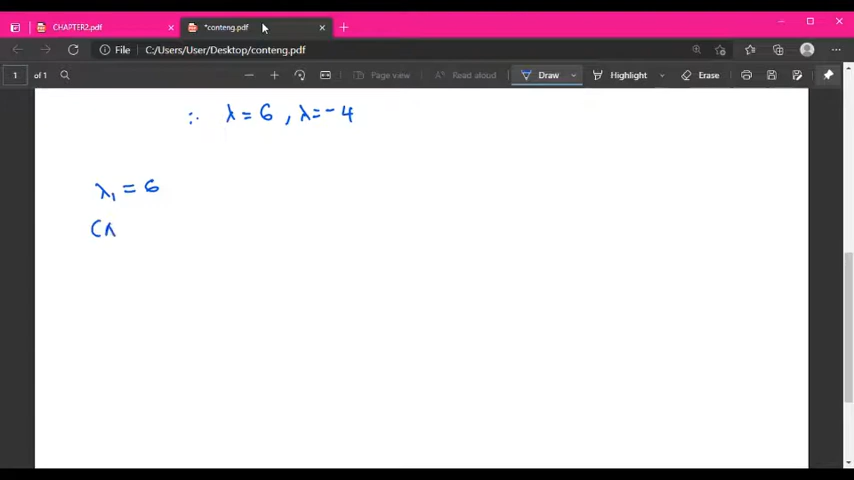 CHAPTER2.pdf
*conteng.pdf
File
C:/Users/User/Desktop/conteng.pdf
1 of 1
Page view
Read aloud
Draw
Highlight
Erase
∴ λ = 6 , λ = -4
λ₁ = 6
(λ